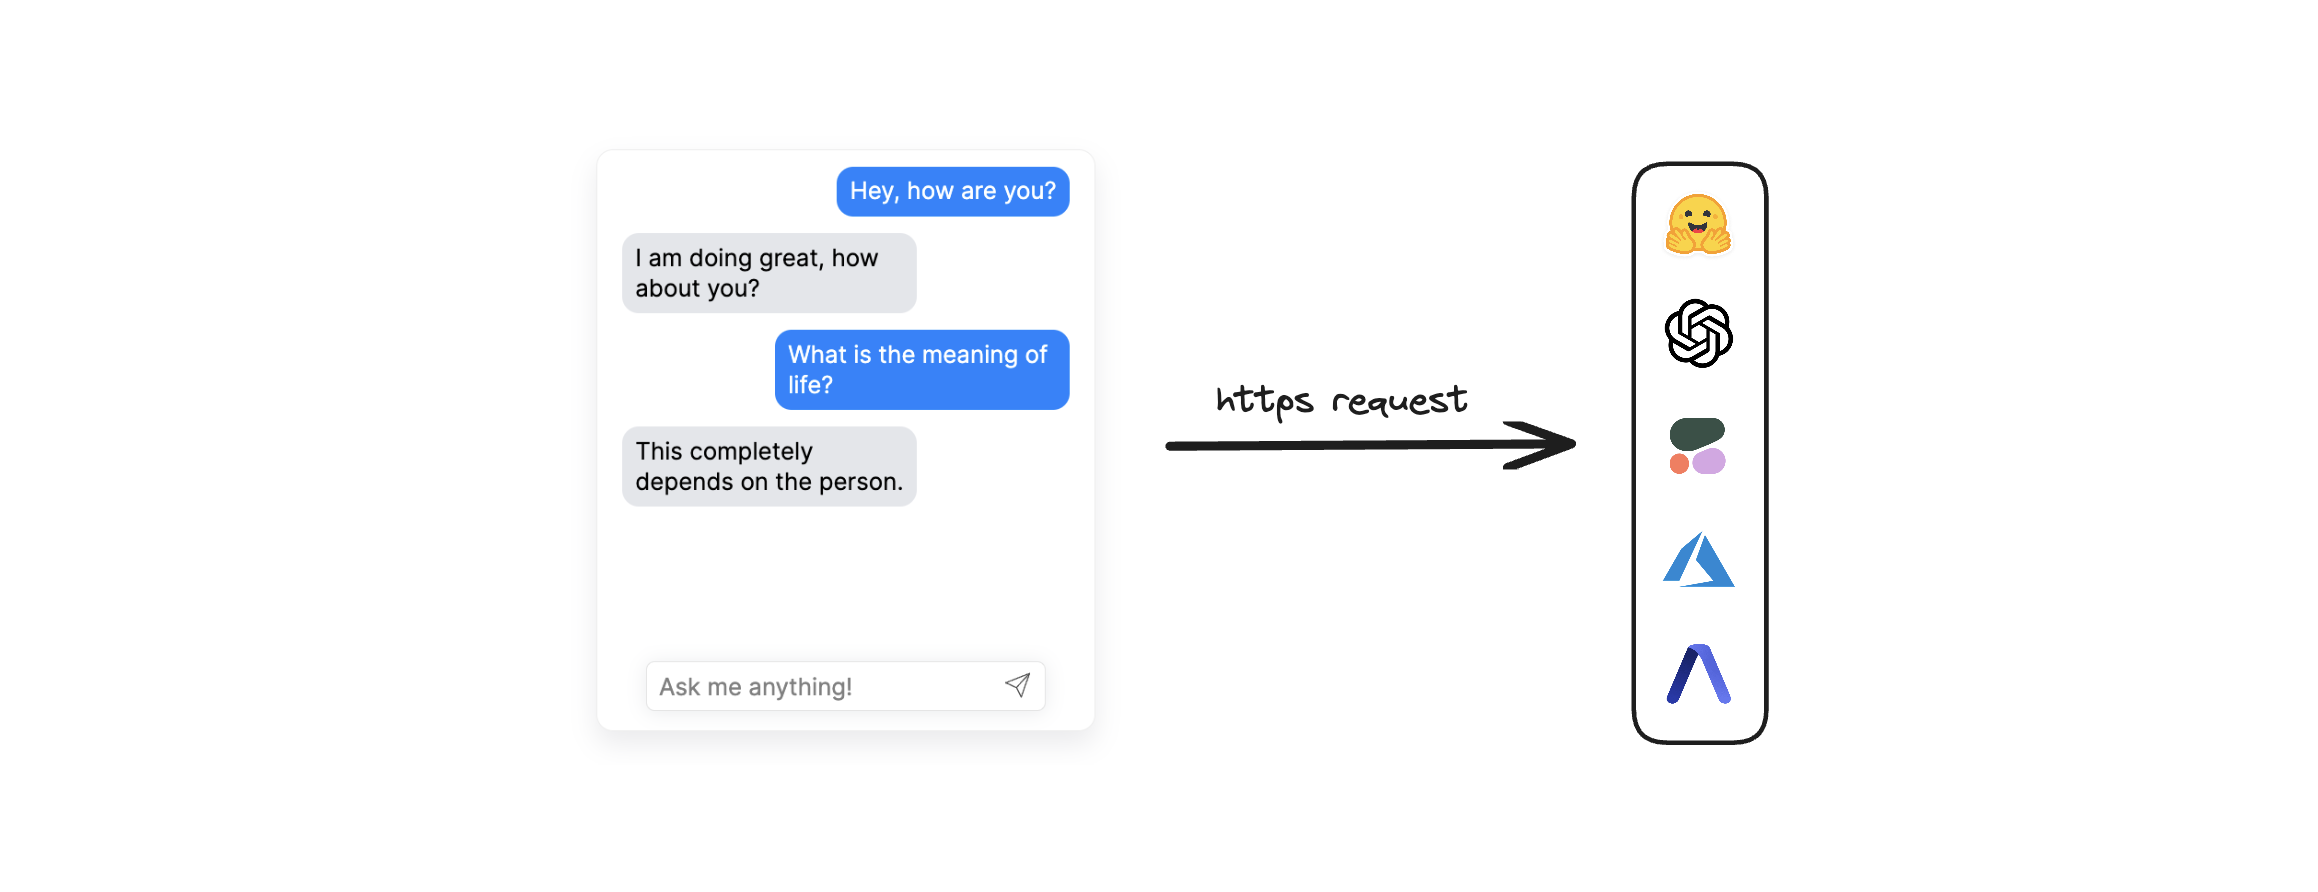 Hey, how are you?
I am doing great, how
about you?
What is the meaning of
life?
This completely
depends on the person.
Ask me anything!
https request